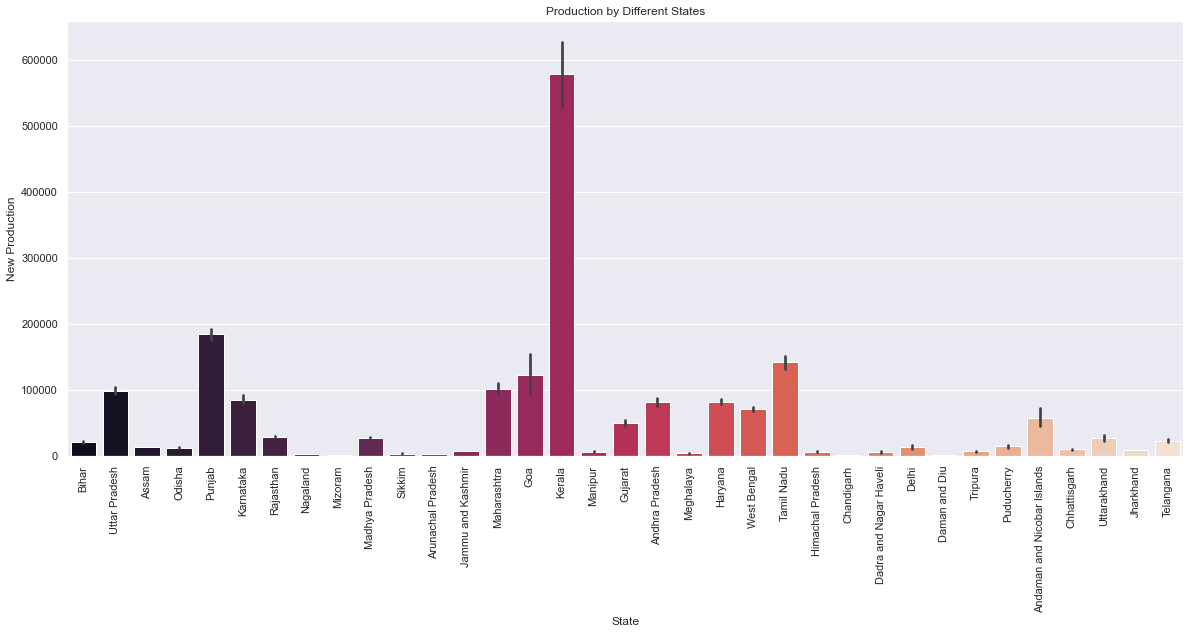 Production by Different States
New Production
600000
500000
400000
300000
200000
100000
0
Bihar
Uttar Pradesh
Assam
Odisha
Punjab
Karnataka
Rajasthan
Nagaland
Mizoram
Madhya Pradesh
Sikkim
Arunachal Pradesh
Jammu and Kashmir
Maharashtra
Goa
Kerala
Manipur
Gujarat
Andhra Pradesh
Meghalaya
Haryana
West Bengal
Tamil Nadu
Himachal Pradesh
Chandigarh
Dadra and Nagar Haveli
Delhi
Daman and Diu
Tripura
Puducherry
Andaman and Nicobar Islands
Chhattisgarh
Uttarakhand
Jharkhand
Telangana
State